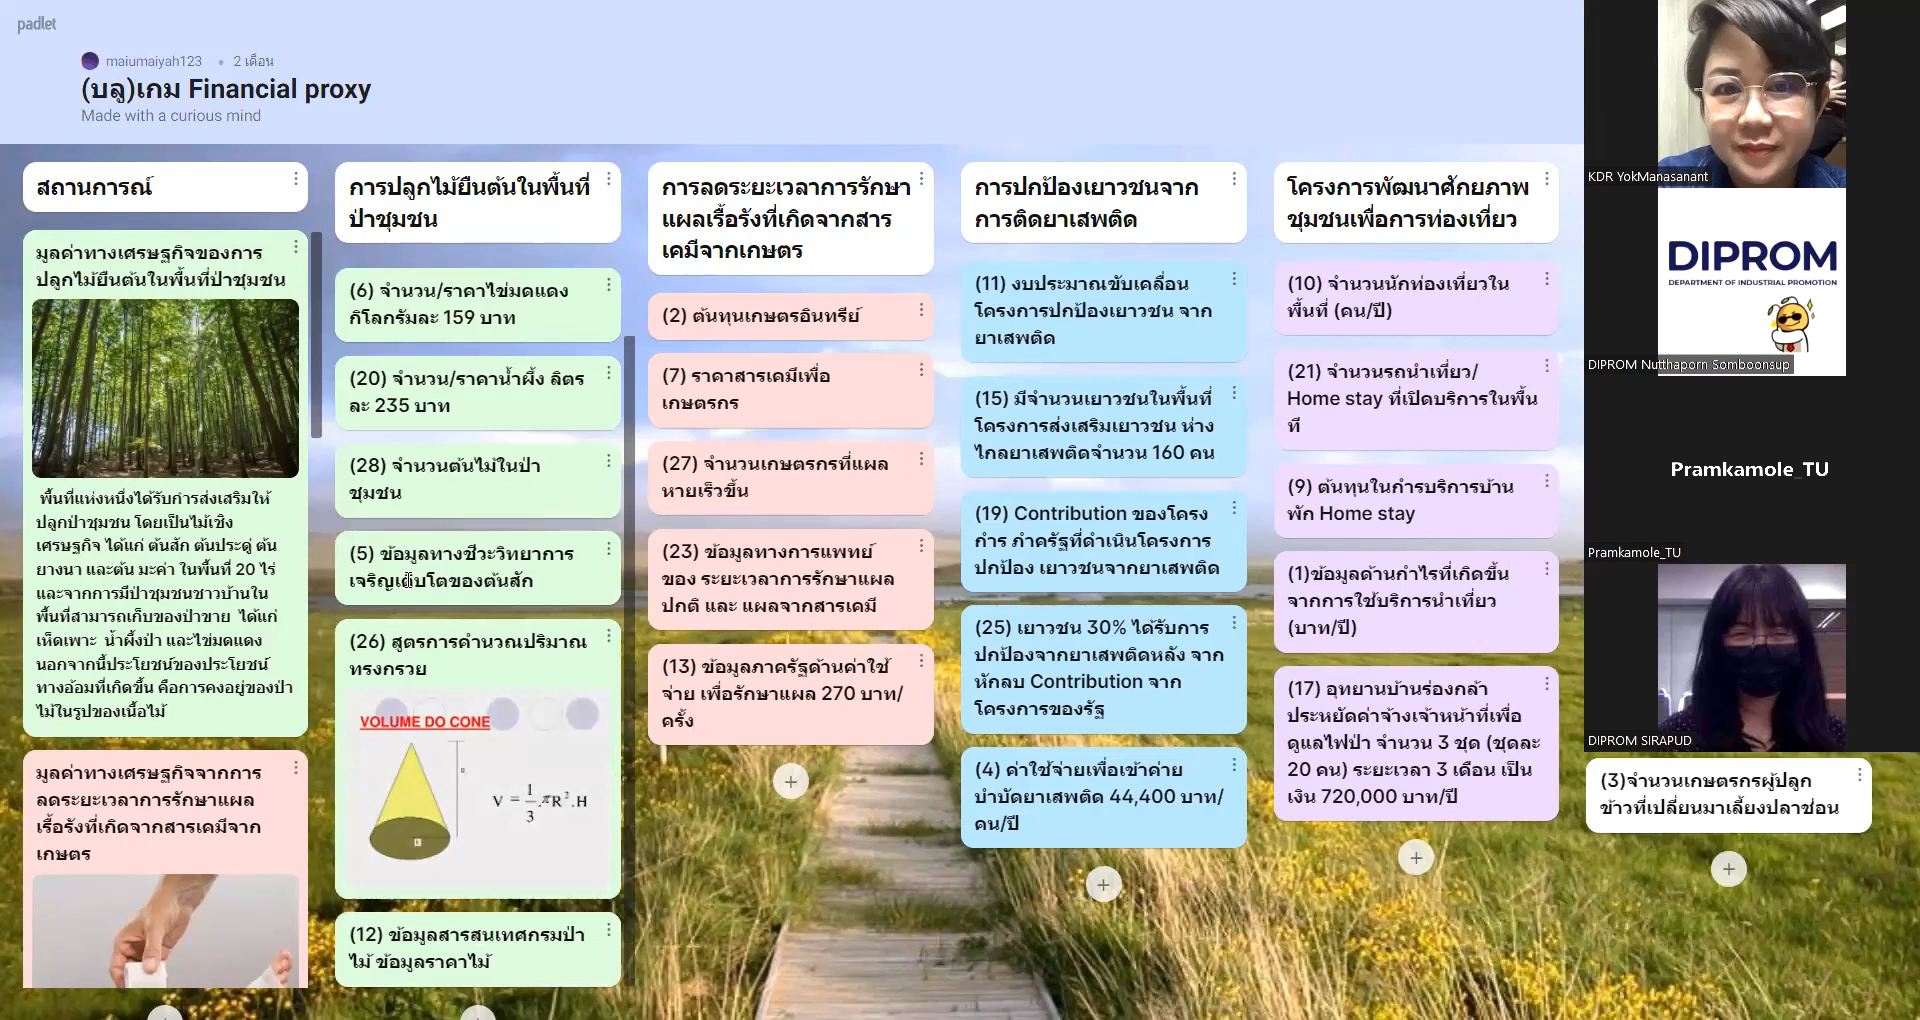 padlet
maiumaiyah123 • 2 เดือน
(บลู)เกม Financial proxy
Made with a curious mind
สถานการณ์
มูลค่าทางเศรษฐกิจของการ
ปลูกไม้ยืนต้นในพื้นที่ป่าชุมชน
พื้นที่แห่งหนึ่งได้รับการส่งเสริมให้
ปลูกป่าชุมชน โดยเป็นไม้เชิง
เศรษฐกิจ ได้แก่ ต้นสัก ต้นประดู่ ต้น
ยางนา และต้น มะค่า ในพื้นที่ 20 ไร่
และจากการมีป่าชุมชนชาวบ้านใน
พื้นที่สามารถเก็บของป่าขาย ได้แก่
เห็ดเพาะ น้ำผึ้งป่า และไข่มดแดง
นอกจากนี้ประโยชน์ของประโยชน์
ทางอ้อมที่เกิดขึ้น คือการคงอยู่ของป่า
ไม้ในรูปของเนื้อไม้
มูลค่าทางเศรษฐกิจจากการ
ลดระยะเวลาการรักษาแผล
เรื้อรังที่เกิดจากสารเคมีจาก
เกษตร
การปลูกไม้ยืนต้นในพื้นที่
ป่าชุมชน
(6) จำนวน/ราคาไข่มดแดง
กิโลกรัมละ 159 บาท
(20) จำนวน/ราคาน้ำผึ้ง ลิตร
ละ 235 บาท
(28) จำนวนต้นไม้ในป่า
ชุมชน
(5) ข้อมูลทางชีวะวิทยาการ
เจริญเติบโตของต้นสัก
(26) สูตรการคำนวณปริมาณ
ทรงกรวย
VOLUME DO CONE
V = 1/3 .πR².H
(12) ข้อมูลสารสนเทศกรมป่า
ไม้ ข้อมูลราคาไม้
การลดระยะเวลาการรักษา
แผลเรื้อรังที่เกิดจากสาร
เคมีจากเกษตร
(2) ต้นทุนเกษตรอินทรีย์
(7) ราคาสารเคมีเพื่อ
เกษตรกร
(27) จำนวนเกษตรกรที่แผล
หายเร็วขึ้น
(23) ข้อมูลทางการแพทย์
ของ ระยะเวลาการรักษาแผล
ปกติ และ แผลจากสารเคมี
(13) ข้อมูลภาครัฐด้านค่าใช้
จ่าย เพื่อรักษาแผล 270 บาท/
ครั้ง
การปกป้องเยาวชนจาก
การติดยาเสพติด
(11) งบประมาณขับเคลื่อน
โครงการปกป้องเยาวชน จาก
ยาเสพติด
(15) มีจำนวนเยาวชนในพื้นที่
โครงการส่งเสริมเยาวชน ห่าง
ไกลยาเสพติดจำนวน 160 คน
(19) Contribution ของโครง
การ ภาครัฐที่ดำเนินโครงการ
ปกป้อง เยาวชนจากยาเสพติด
(25) เยาวชน 30% ได้รับการ
ปกป้องจากยาเสพติดหลัง จาก
หักลบ Contribution จาก
โครงการของรัฐ
(4) ค่าใช้จ่ายเพื่อเข้าค่าย
บำบัดยาเสพติด 44,400 บาท/
คน/ปี
โครงการพัฒนาศักยภาพ
ชุมชนเพื่อการท่องเที่ยว
(10) จำนวนนักท่องเที่ยวใน
พื้นที่ (คน/ปี)
(21) จำนวนรถนำเที่ยว/
Home stay ที่เปิดบริการในพื้น
ที่
(9) ต้นทุนในการบริการบ้าน
พัก Home stay
(1)ข้อมูลด้านกำไรที่เกิดขึ้น
จากการใช้บริการนำเที่ยว
(บาท/ปี)
(17) อุทยานบ้านร่องกล้า
ประหยัดค่าจ้างเจ้าหน้าที่เพื่อ
ดูแลไฟป่า จำนวน 3 ชุด (ชุดละ
20 คน) ระยะเวลา 3 เดือน เป็น
เงิน 720,000 บาท/ปี
KDR YokManasanant
DIPROM
DEPARTMENT OF INDUSTRIAL PROMOTION
DIPROM Nutthaporn Somboonsup
Pramkamole_TU
Pramkamole_TU
DIPROM SIRAPUD
(3)จำนวนเกษตรกรผู้ปลูก
ข้าวที่เปลี่ยนมาเลี้ยงปลาช่อน